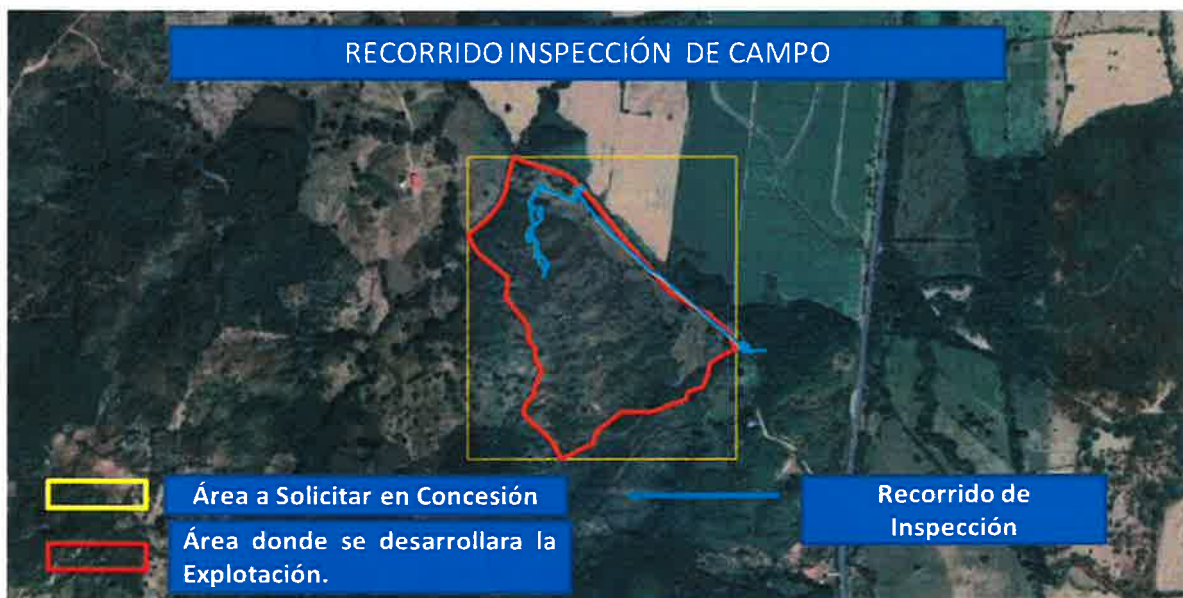 RECORRIDO INSPECCIÓN DE CAMPO
Área a Solicitar en Concesión
Área donde se desarrollara la
Explotación.
Recorrido de
Inspección